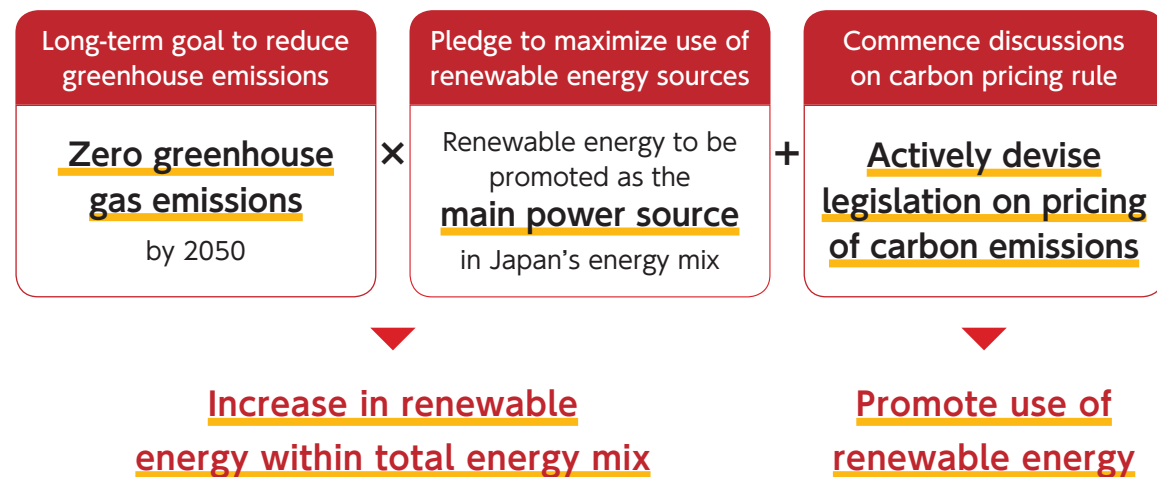 Long-term goal to reduce
greenhouse emissions
Zero greenhouse
gas emissions
by 2050
×
Pledge to maximize use of
renewable energy sources
Renewable energy to be
promoted as the
main power source
in Japan's energy mix
+
Commence discussions
on carbon pricing rule
Actively devise
legislation on pricing
of carbon emissions
Increase in renewable
energy within total energy mix
Promote use of
renewable energy